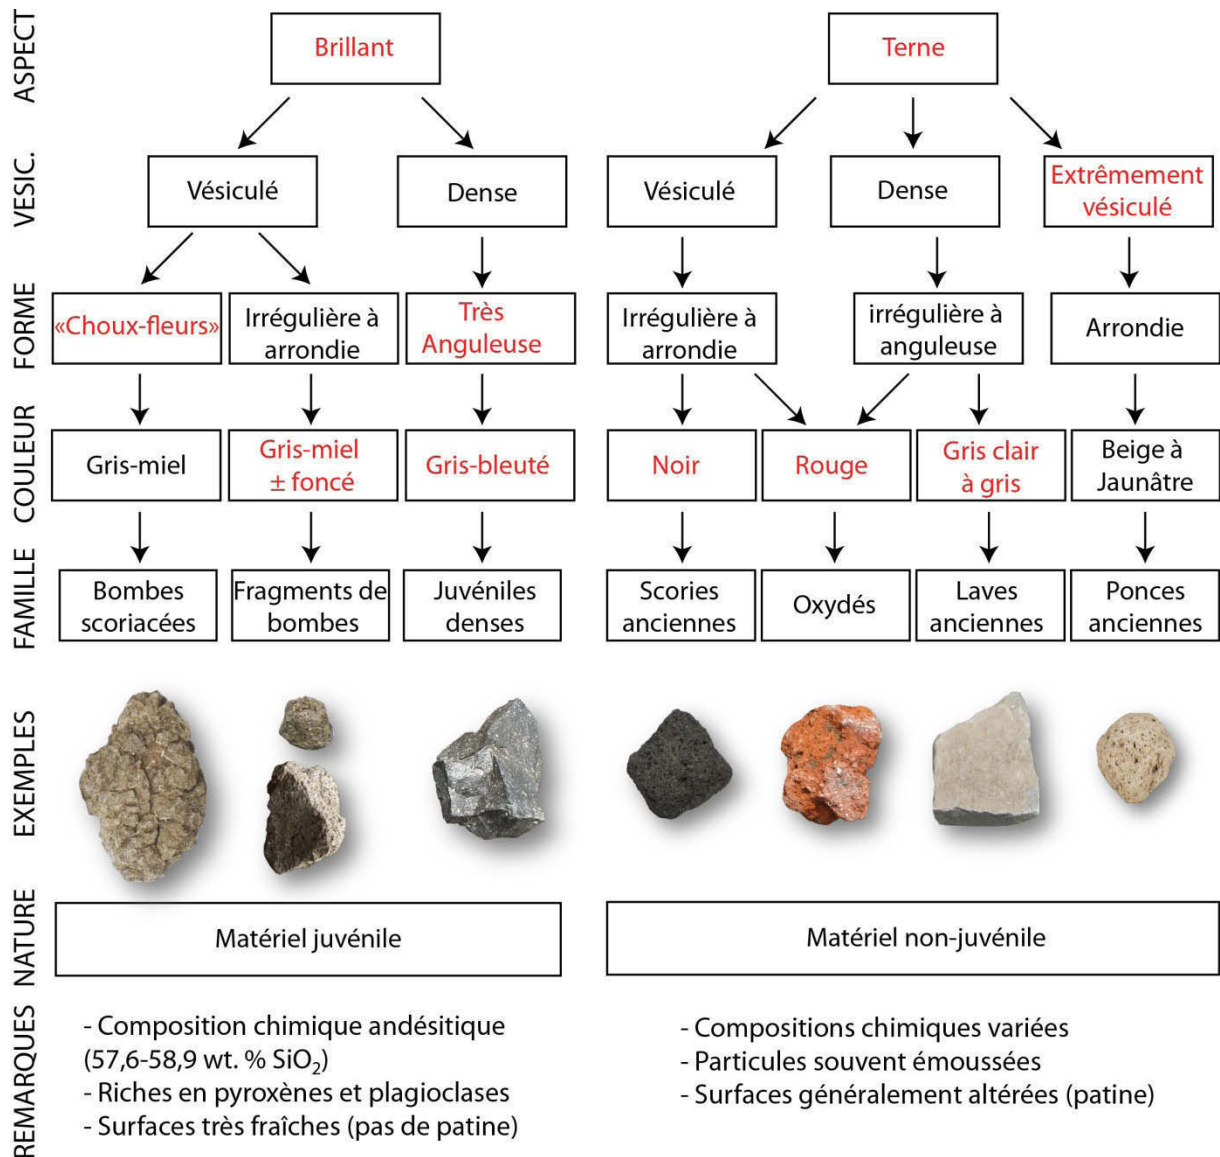 ASPECT
Brillant
Terne
VESIC.
Vésiculé
Dense
Vésiculé
Dense
Extrêmement
vésiculé
FORME
«Choux-fleurs»
Irrégulière à
arrondie
Très
Anguleuse
Irrégulière à
arrondie
irrégulière à
anguleuse
Arrondie
COULEUR
Gris-miel
Gris-miel
± foncé
Gris-bleuté
Noir
Rouge
Gris clair
à gris
Beige à
Jaunâtre
FAMILLE
Bombes
scoriacées
Fragments de
bombes
Juvéniles
denses
Scories
anciennes
Oxydés
Laves
anciennes
Ponces
anciennes
EXEMPLES
NATURE
Matériel juvénile
Matériel non-juvénile
REMARQUES
- Composition chimique andésitique
(57,6-58,9 wt. % SiO₂)
- Riches en pyroxènes et plagioclases
- Surfaces très fraîches (pas de patine)
- Compositions chimiques variées
- Particules souvent émoussées
- Surfaces généralement altérées (patine)